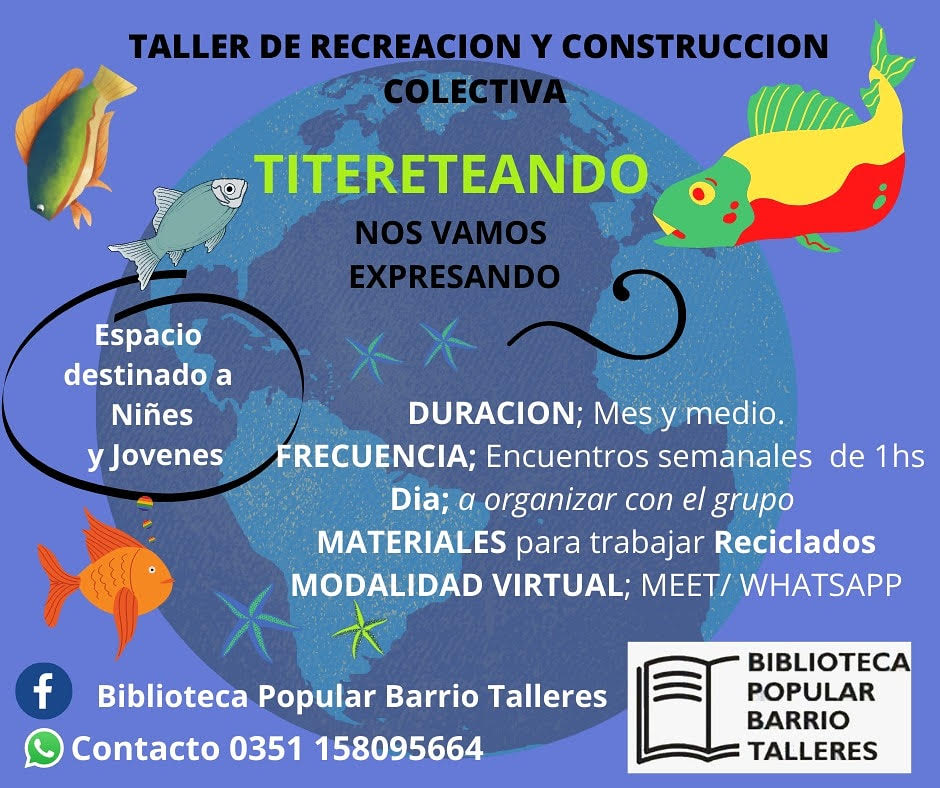 TALLER DE RECREACION Y CONSTRUCCION
COLECTIVA
TITERETEANDO
NOS VAMOS
EXPRESANDO
Espacio
destinado a
Niñes
y Jovenes
DURACION; Mes y medio.
FRECUENCIA; Encuentros semanales de 1hs
Dia; a organizar con el grupo
MATERIALES para trabajar Reciclados
MODALIDAD VIRTUAL; MEET/ WHATSAPP
f Biblioteca Popular Barrio Talleres
Contacto 0351 158095664
BIBLIOTECA
POPULAR
BARRIO
TALLERES